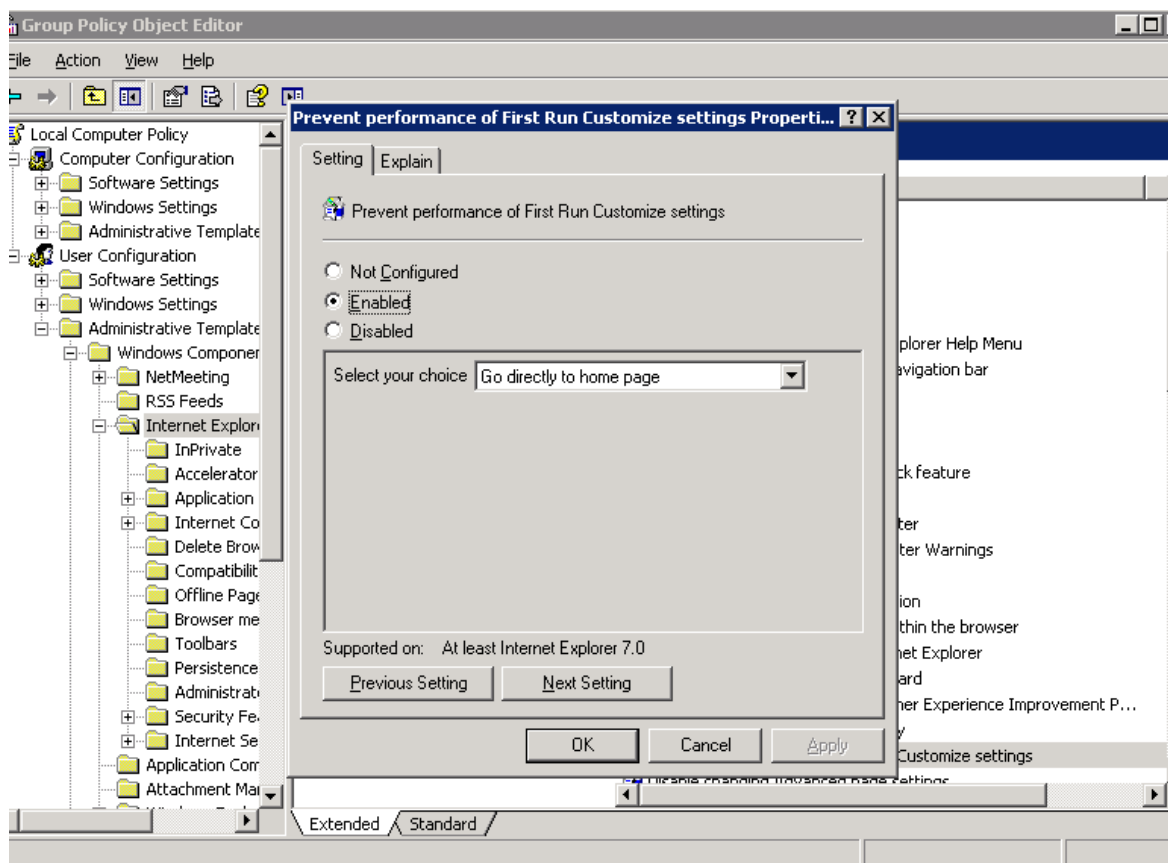 Group Policy Object Editor
File Action View Help
Local Computer Policy
Computer Configuration
Software Settings
Windows Settings
Administrative Template
User Configuration
Software Settings
Windows Settings
Administrative Template
Windows Componer
NetMeeting
RSS Feeds
Internet Explor
InPrivate
Accelerator
Application
Internet Co
Delete Brow
Compatibilit
Offline Page
Browser me
Toolbars
Persistence
Administrat
Security Fe
Internet Se
Application Com
Attachment Ma
Prevent performance of First Run Customize settings Properti...
Setting Explain
Prevent performance of First Run Customize settings
Not Configured
Enabled
Disabled
Select your choice Go directly to home page
Supported on: At least Internet Explorer 7.0
Previous Setting Next Setting
OK Cancel Apply
plorer Help Menu
avigation bar
ck feature
ter
ter Warnings
ion
thin the browser
net Explorer
ard
ner Experience Improvement P...
y
Customize settings
Disable changing Advanced page settings
Extended Standard